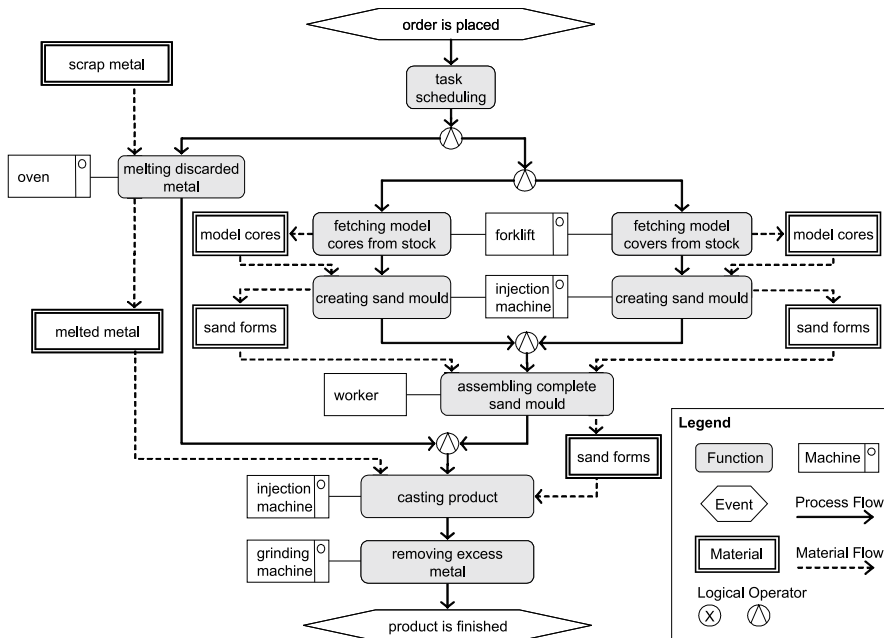 order is placed
scrap metal
task
scheduling
oven
melting discarded
metal
model cores
fetching model
cores from stock
forklift
fetching model
covers from stock
model cores
creating sand mould
injection
machine
creating sand mould
melted metal
sand forms
sand forms
worker
assembling complete
sand mould
sand forms
injection
machine
casting product
grinding
machine
removing excess
metal
product is finished
Legend
Function
Machine
Event
Process Flow
Material
Material Flow
Logical Operator
X